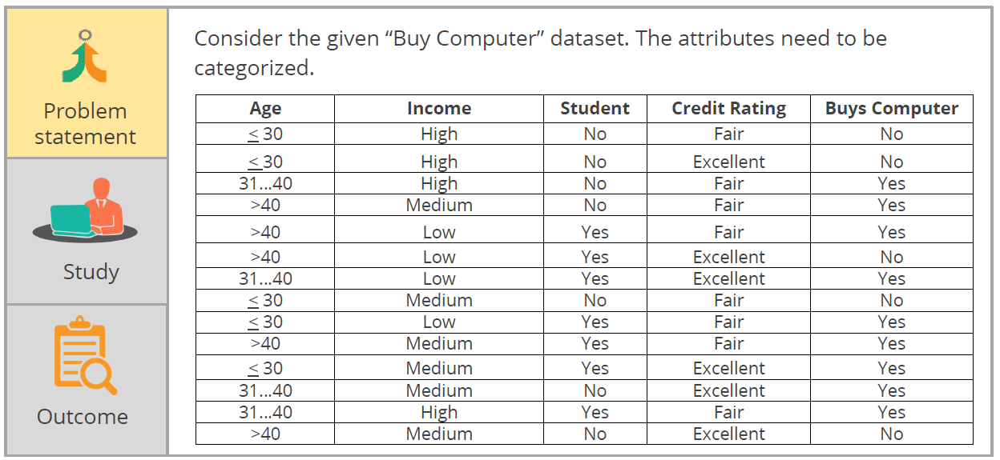 Problem
statement
Study
Outcome
Consider the given “Buy Computer” dataset. The attributes need to be
categorized.
Age Income Student Credit Rating Buys Computer
≤ 30 High No Fair No
≤ 30 High No Excellent No
31...40 High No Fair Yes
>40 Medium No Fair Yes
>40 Low Yes Fair Yes
>40 Low Yes Excellent No
31...40 Low Yes Excellent Yes
≤ 30 Medium No Fair No
≤ 30 Low Yes Fair Yes
>40 Medium Yes Fair Yes
≤ 30 Medium Yes Excellent Yes
31...40 Medium No Excellent Yes
31...40 High Yes Fair Yes
>40 Medium No Excellent No